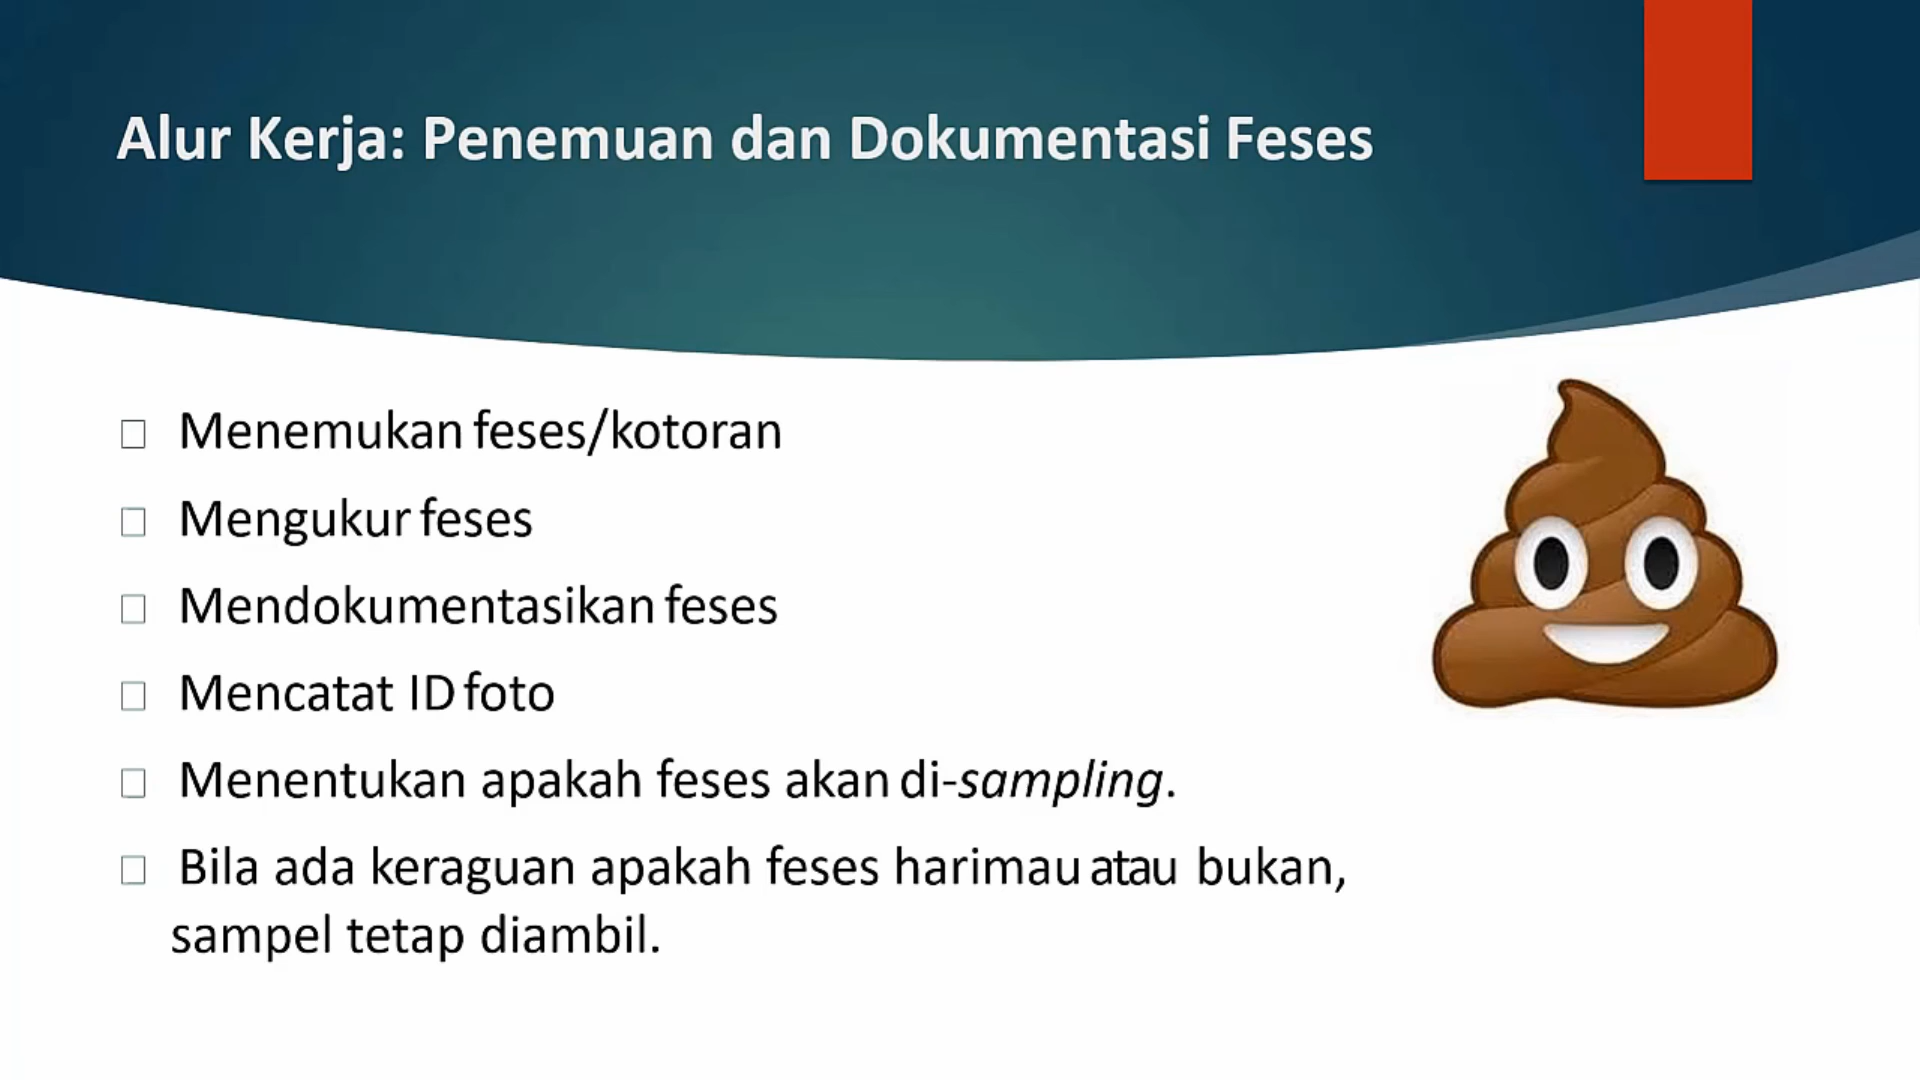 Alur Kerja: Penemuan dan Dokumentasi Feses
Menemukan feses/kotoran
Mengukur feses
Mendokumentasikan feses
Mencatat ID foto
Menentukan apakah feses akan di-sampling.
Bila ada keraguan apakah feses harimau atau bukan,
sampel tetap diambil.